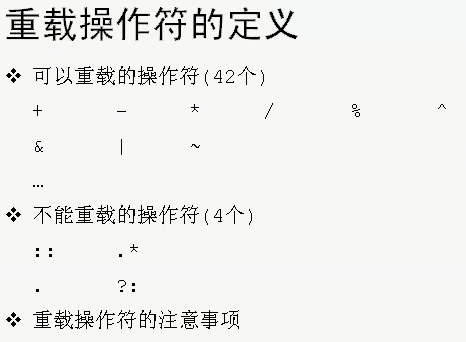 重载操作符的定义
❖ 可以重载的操作符(42个)
+ − * / % ^
& | ~
…
❖ 不能重载的操作符(4个)
:: .*
. ?:
❖ 重载操作符的注意事项